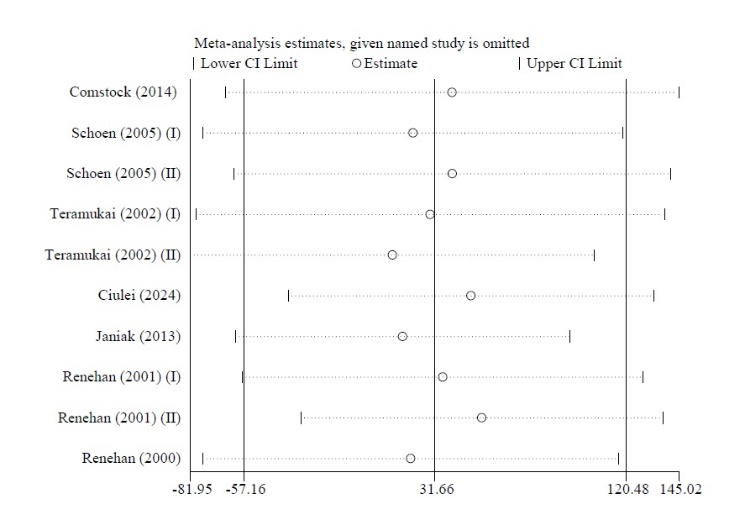 Meta-analysis estimates, given named study is omitted
| Lower CI Limit ○ Estimate | Upper CI Limit
Comstock (2014)
Schoen (2005) (I)
Schoen (2005) (II)
Teramukai (2002) (I)
Teramukai (2002) (II)
Ciulei (2024)
Janiak (2013)
Renehan (2001) (I)
Renehan (2001) (II)
Renehan (2000)
-81.95 -57.16 31.66 120.48 145.02